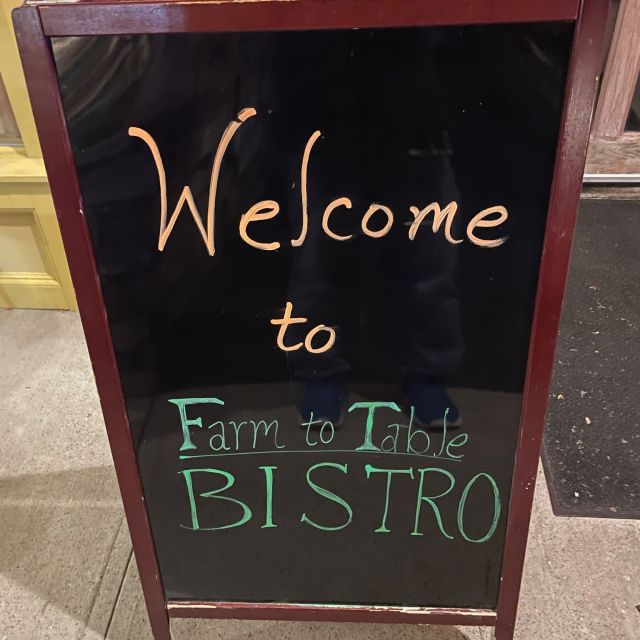 Welcome
to
Farm to Table
BISTRO